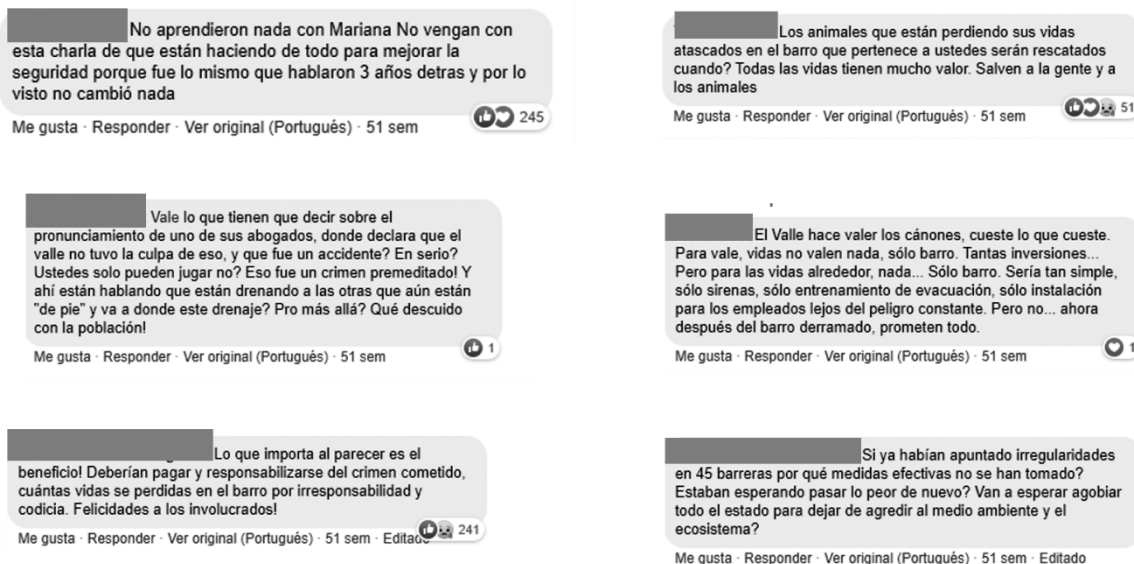 No aprendieron nada con Mariana No vengan con
esta charla de que están haciendo de todo para mejorar la
seguridad porque fue lo mismo que hablaron 3 años detras y por lo
visto no cambió nada
245
Me gusta · Responder · Ver original (Portugués) · 51 sem
Los animales que están perdiendo sus vidas
atascados en el barro que pertenece a ustedes serán rescatados
cuando? Todas las vidas tienen mucho valor. Salven a la gente y a
los animales
51
Me gusta · Responder · Ver original (Portugués) · 51 sem
Vale lo que tienen que decir sobre el
pronunciamiento de uno de sus abogados, donde declara que el
valle no tuvo la culpa de eso, y que fue un accidente? En serio?
Ustedes solo pueden jugar no? Eso fue un crimen premeditado! Y
ahí están hablando que están drenando a las otras que aún están
"de pie" y va a donde este drenaje? Pro más allá? Qué descuido
con la población!
1
Me gusta · Responder · Ver original (Portugués) · 51 sem
El Valle hace valer los cánones, cueste lo que cueste.
Para vale, vidas no valen nada, sólo barro. Tantas inversiones...
Pero para las vidas alrededor, nada... Sólo barro. Sería tan simple,
sólo sirenas, sólo entrenamiento de evacuación, sólo instalación
para los empleados lejos del peligro constante. Pero no... ahora
después del barro derramado, prometen todo.
1
Me gusta · Responder · Ver original (Portugués) · 51 sem
Lo que importa al parecer es el
beneficio! Deberían pagar y responsabilizarse del crimen cometido,
cuántas vidas se perdidas en el barro por irresponsabilidad y
codicia. Felicidades a los involucrados!
241
Me gusta · Responder · Ver original (Portugués) · 51 sem · Editado
Si ya habían apuntado irregularidades
en 45 barreras por qué medidas efectivas no se han tomado?
Estaban esperando pasar lo peor de nuevo? Van a esperar agobiar
todo el estado para dejar de agredir al medio ambiente y el
ecosistema?
Me gusta · Responder · Ver original (Portugués) · 51 sem · Editado